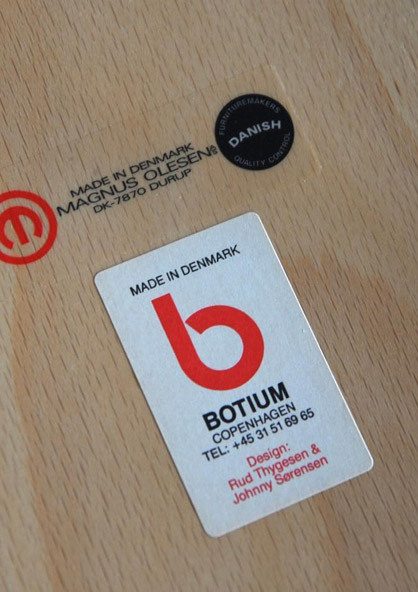 FURNITUREMAKERS
DANISH
QUALITY CONTROL
MADE IN DENMARK
MAGNUS OLESEN A/S
DK-7870 DURUP
MADE IN DENMARK
b
BOTIUM
COPENHAGEN
TEL: +45 31 51 69 65
Design:
Rud Thygesen &
Johnny Sørensen